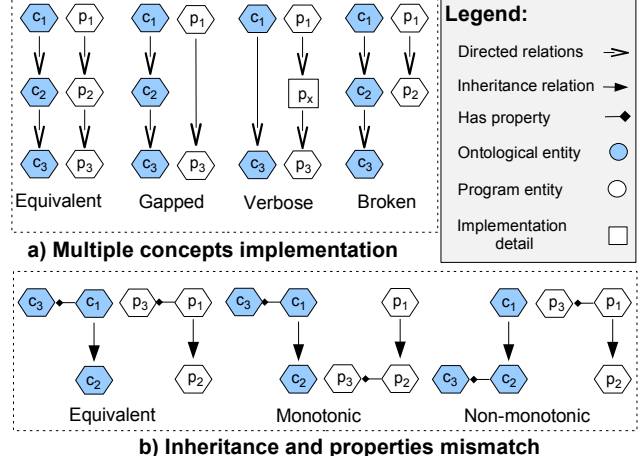 c1 p1 c1 p1 c1 p1 c1 p1
c2 p2 c2 px c2 p2
c3 p3 c3 p3 c3 p3 c3
Equivalent Gapped Verbose Broken
a) Multiple concepts implementation
Legend:
Directed relations
Inheritance relation
Has property
Ontological entity
Program entity
Implementation
detail
c3 c1 p3 p1 c3 c1 p1 c1 p3 p1
c2 p2 c2 p3 p2 c3 c2 p2
Equivalent Monotonic Non-monotonic
b) Inheritance and properties mismatch